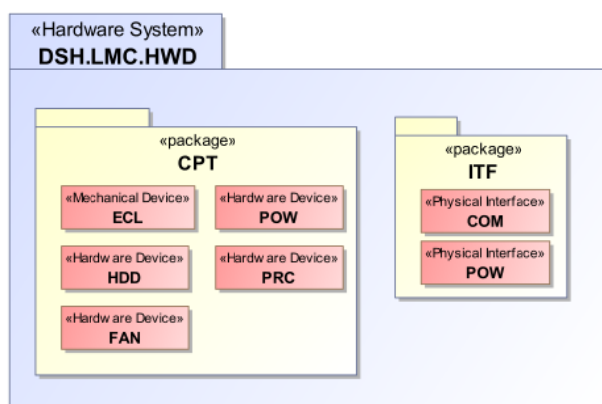 «Hardware System»
DSH.LMC.HWD
«package»
CPT
«Mechanical Device»
ECL
«Hardware Device»
POW
«Hardware Device»
HDD
«Hardware Device»
PRC
«Hardware Device»
FAN
«package»
ITF
«Physical Interface»
COM
«Physical Interface»
POW